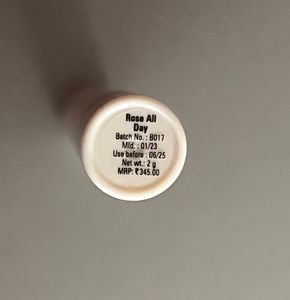 Rose All
Day
Batch No. : B017
Mfd. : 01/23
Use before : 06/25
Net wt.: 2 g
MRP: ₹345.00